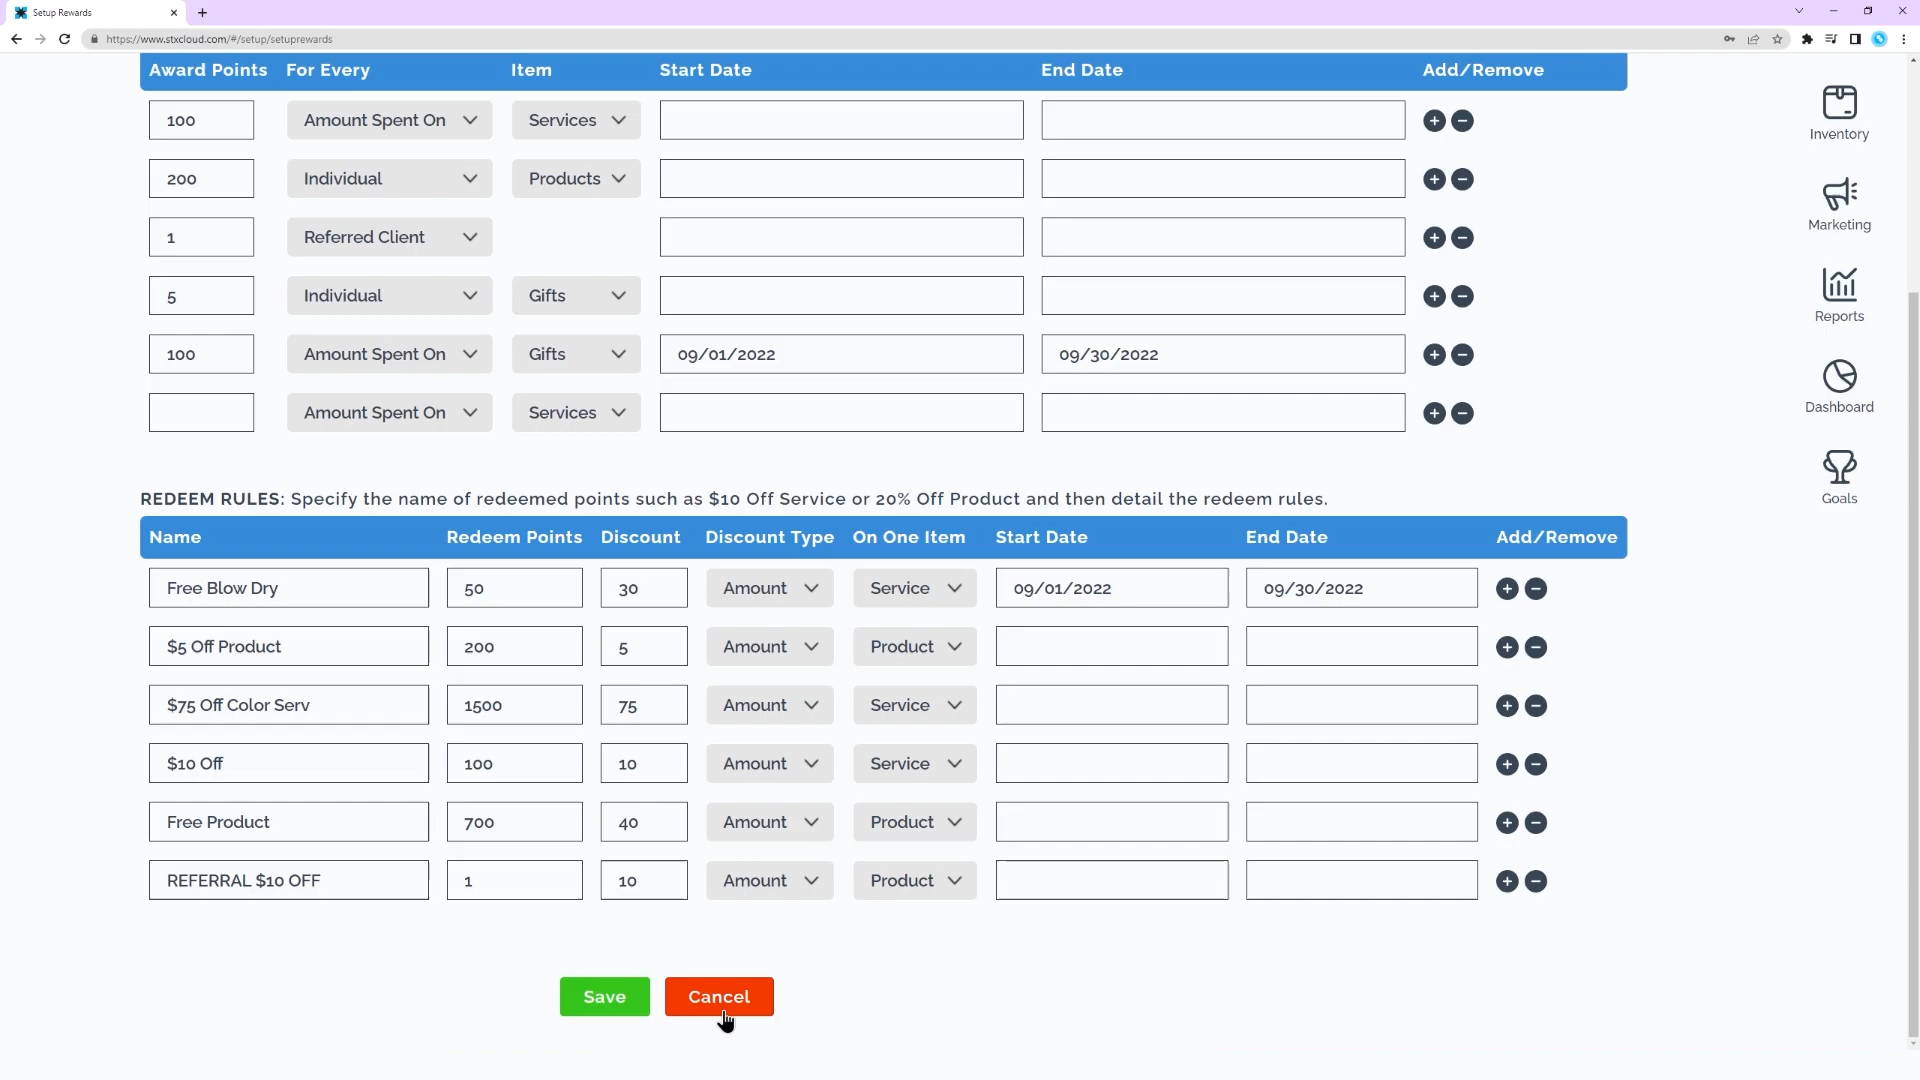 Setup Rewards
https://www.stxcloud.com/#/setup/setuprewards
Award Points For Every Item Start Date End Date Add/Remove
100 Amount Spent On Services
200 Individual Products
1 Referred Client
5 Individual Gifts
100 Amount Spent On Gifts 09/01/2022 09/30/2022
Amount Spent On Services
REDEEM RULES: Specify the name of redeemed points such as $10 Off Service or 20% Off Product and then detail the redeem rules.
Name Redeem Points Discount Discount Type On One Item Start Date End Date Add/Remove
Free Blow Dry 50 30 Amount Service 09/01/2022 09/30/2022
$5 Off Product 200 5 Amount Product
$75 Off Color Serv 1500 75 Amount Service
$10 Off 100 10 Amount Service
Free Product 700 40 Amount Product
REFERRAL $10 OFF 1 10 Amount Product
Save Cancel
Inventory
Marketing
Reports
Dashboard
Goals